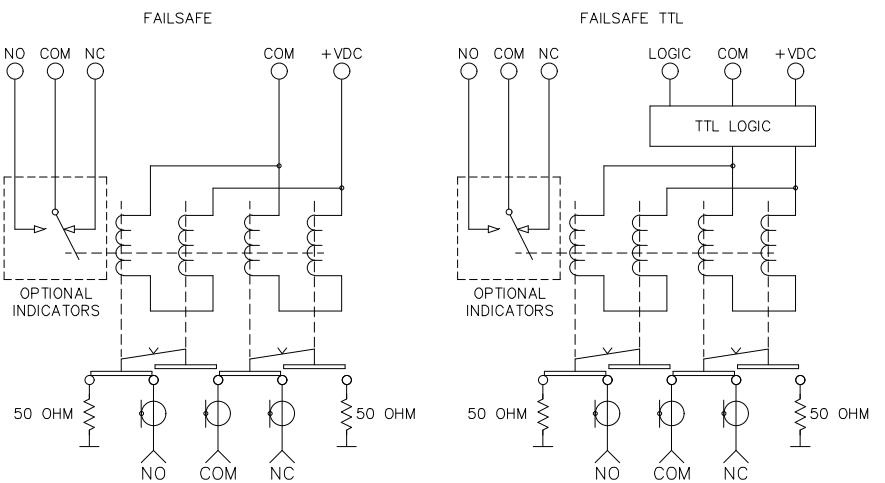 FAILSAFE
NO COM NC COM +VDC
OPTIONAL
INDICATORS
50 OHM 50 OHM
NO COM NC
FAILSAFE TTL
NO COM NC LOGIC COM +VDC
TTL LOGIC
OPTIONAL
INDICATORS
50 OHM 50 OHM
NO COM NC